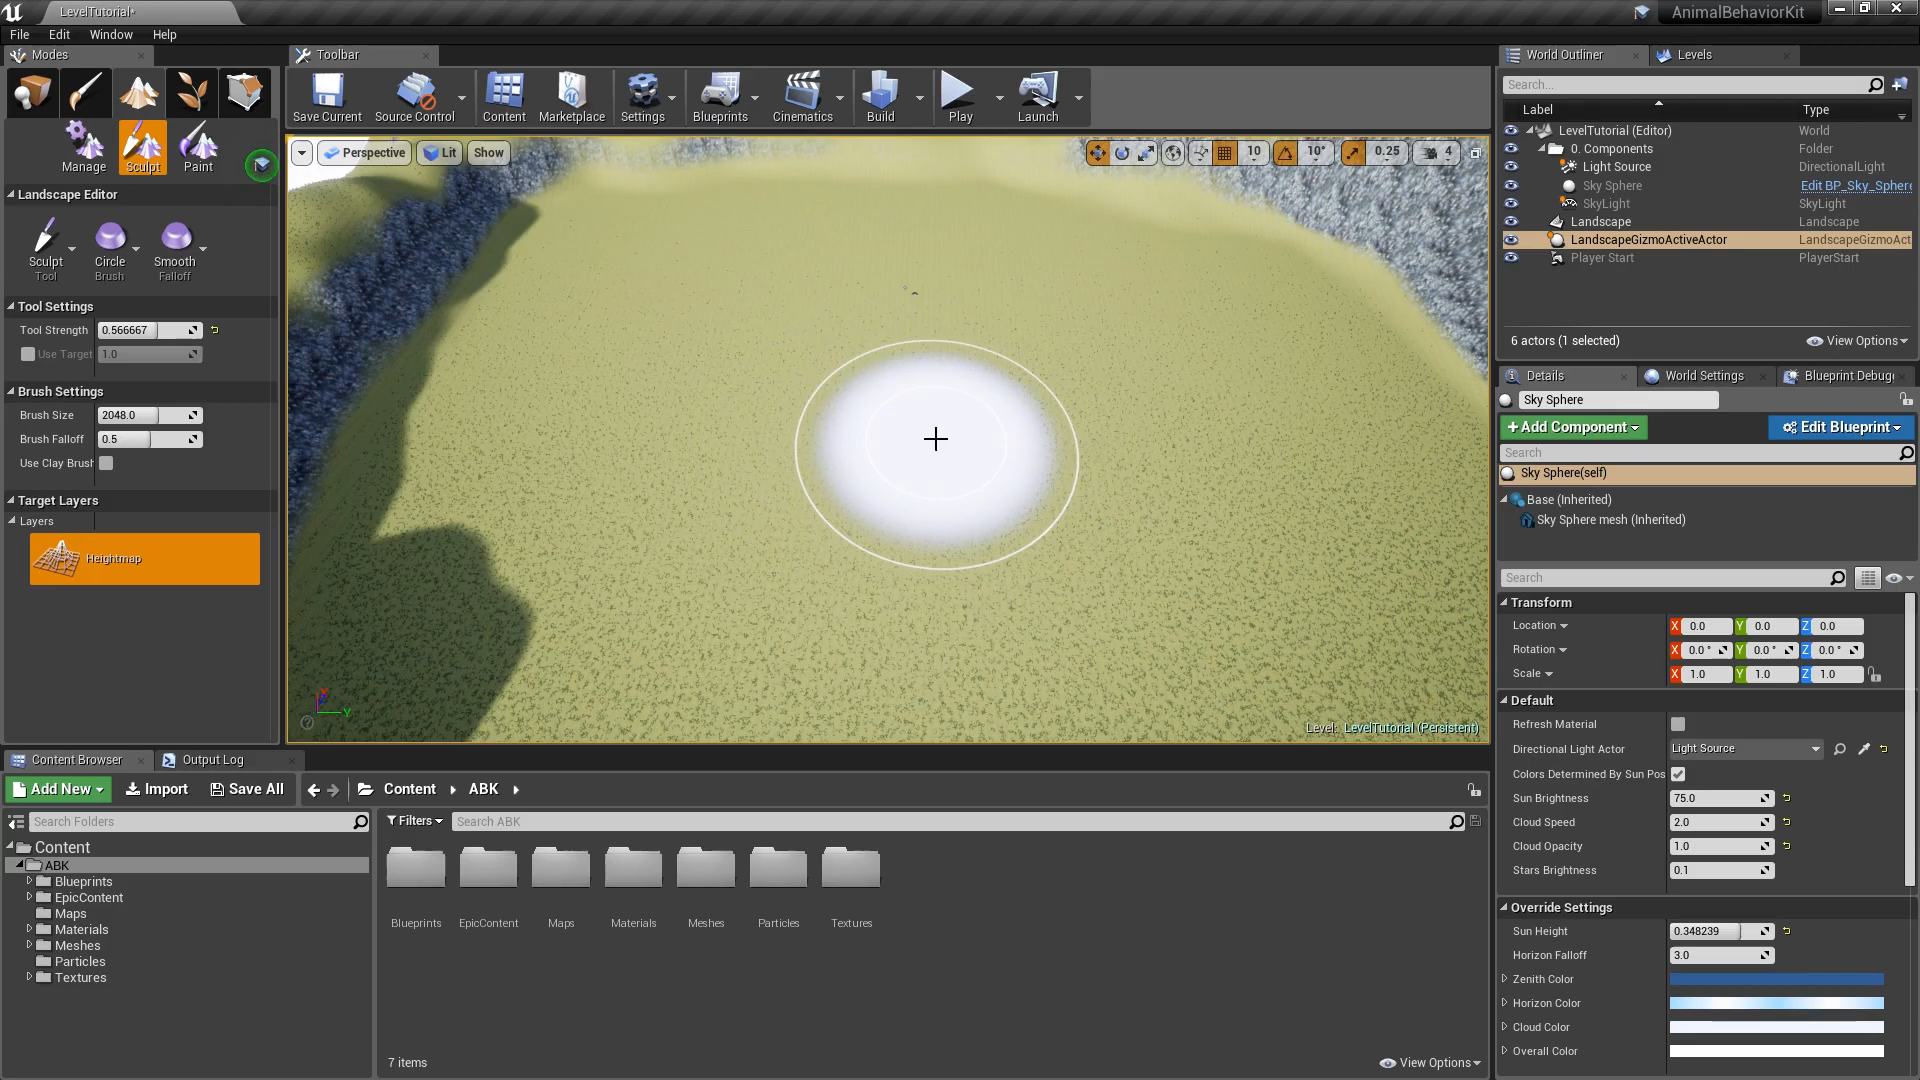 LevelTutorial*
AnimalBehaviorKit
File Edit Window Help
Modes
Toolbar
World Outliner
Levels
Save Current
Source Control
Content
Marketplace
Settings
Blueprints
Cinematics
Build
Play
Launch
Search...
Label
Type
Manage
Sculpt
Paint
Perspective
Lit
Show
10
10°
0.25
4
LevelTutorial (Editor) World
0. Components Folder
Light Source DirectionalLight
Sky Sphere Edit BP_Sky_Sphere
SkyLight SkyLight
Landscape Landscape
LandscapeGizmoActiveActor LandscapeGizmoAct
Player Start PlayerStart
6 actors (1 selected)
View Options
Landscape Editor
Sculpt
Tool
Circle
Brush
Smooth
Falloff
Tool Settings
Tool Strength 0.566667
Use Target 1.0
Brush Settings
Brush Size 2048.0
Brush Falloff 0.5
Use Clay Brush
Target Layers
Layers
Heightmap
X
Y
Level: LevelTutorial (Persistent)
Details
World Settings
Blueprint Debug
Sky Sphere
+Add Component
Edit Blueprint
Search
Sky Sphere(self)
Base (Inherited)
Sky Sphere mesh (Inherited)
Search
Transform
Location X 0.0 Y 0.0 Z 0.0
Rotation X 0.0 ° Y 0.0 ° Z 0.0 °
Scale X 1.0 Y 1.0 Z 1.0
Default
Refresh Material
Directional Light Actor Light Source
Colors Determined By Sun Pos
Sun Brightness 75.0
Cloud Speed 2.0
Cloud Opacity 1.0
Stars Brightness 0.1
Override Settings
Sun Height 0.348239
Horizon Falloff 3.0
Zenith Color
Horizon Color
Cloud Color
Overall Color
Content Browser
Output Log
Add New
Import
Save All
Content
ABK
Search Folders
Filters
Search ABK
Content
ABK
Blueprints
EpicContent
Maps
Materials
Meshes
Particles
Textures
Blueprints
EpicContent
Maps
Materials
Meshes
Particles
Textures
7 items
View Options